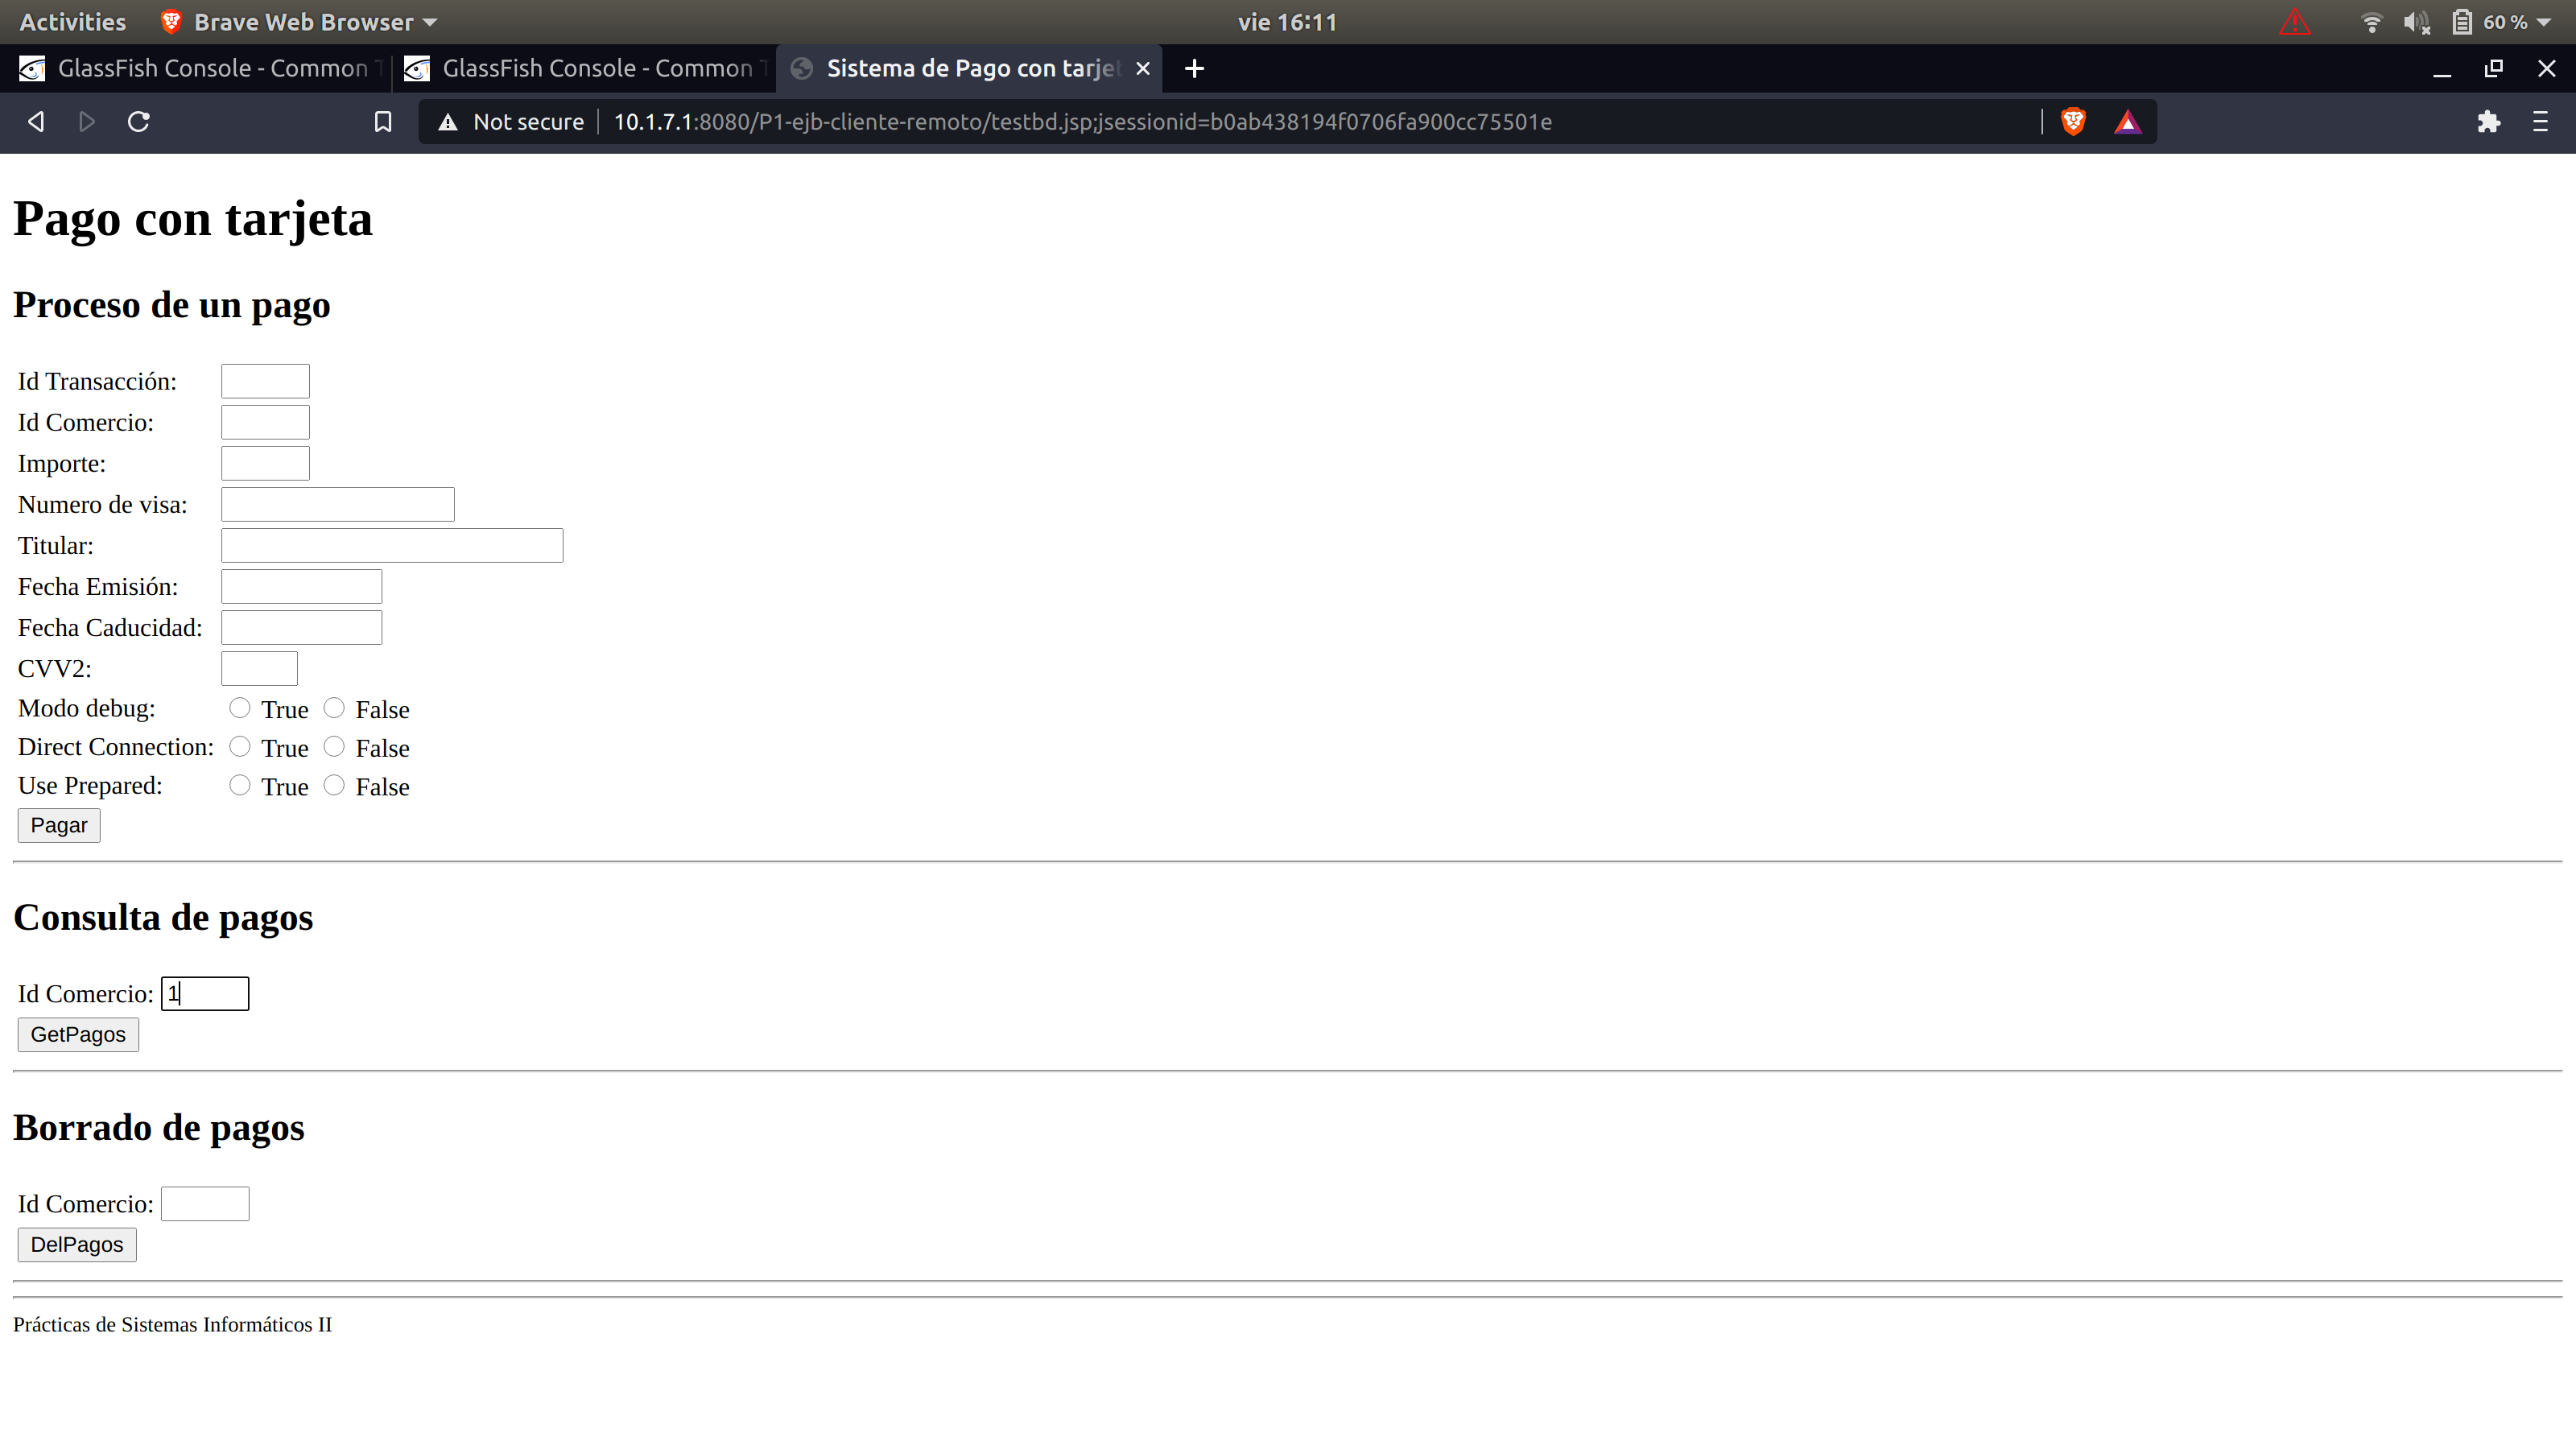 Activities Brave Web Browser vie 16:11 60 %
GlassFish Console - Common GlassFish Console - Common Sistema de Pago con tarjet
Not secure 10.1.7.1:8080/P1-ejb-cliente-remoto/testbd.jsp;jsessionid=b0ab438194f0706fa900cc75501e
Pago con tarjeta
Proceso de un pago
Id Transacción:
Id Comercio:
Importe:
Numero de visa:
Titular:
Fecha Emisión:
Fecha Caducidad:
CVV2:
Modo debug: True False
Direct Connection: True False
Use Prepared: True False
Pagar
Consulta de pagos
Id Comercio: 1
GetPagos
Borrado de pagos
Id Comercio:
DelPagos
Prácticas de Sistemas Informáticos II